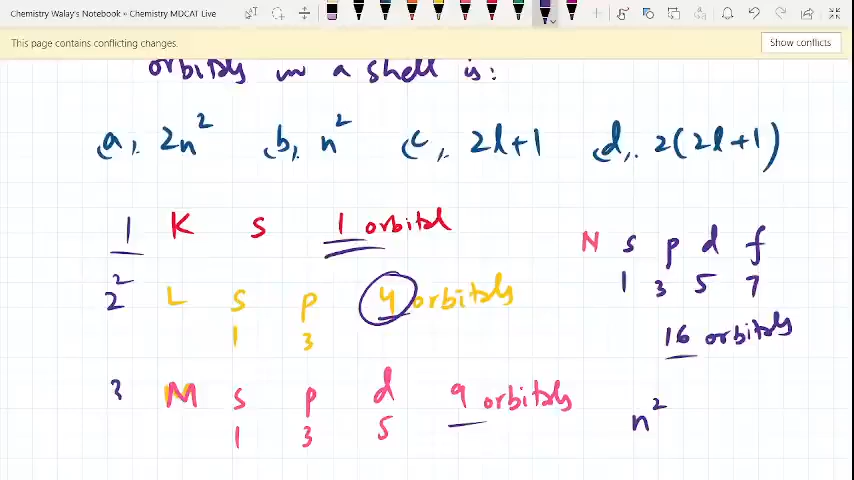 Chemistry Walay's Notebook » Chemistry MDCAT Live
This page contains conflicting changes.
Show conflicts
orbitals in a shell is:
a, 2n² b, n² c, 2l+1 d, 2(2l+1)
1 K s 1 orbital
N s p d f
1 3 5 7
16 orbitals
2² L s p 4 orbitals
1 3
3 M s p d 9 orbitals
1 3 5
n²